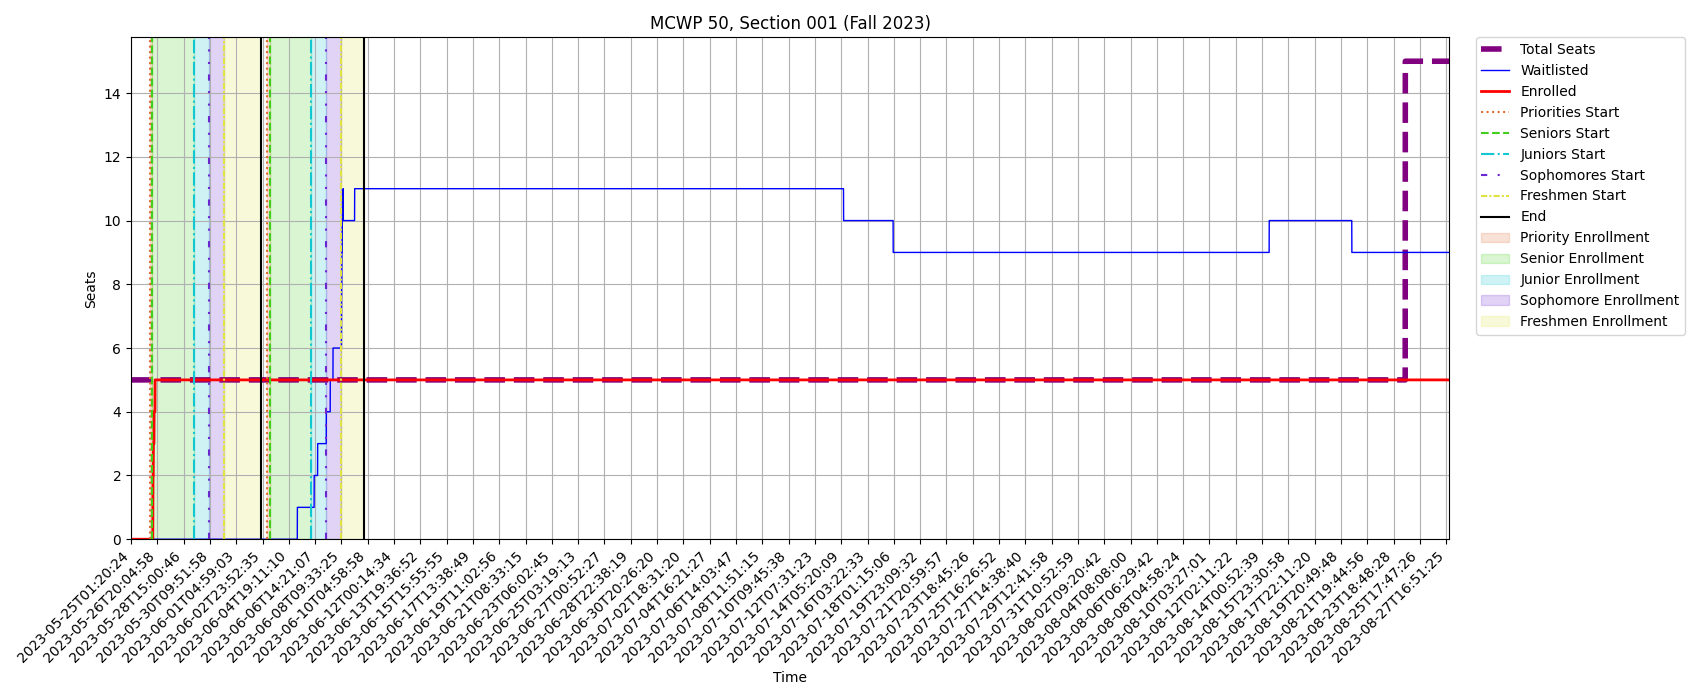 MCWP 50, Section 001 (Fall 2023)
Seats
14
12
10
8
6
4
2
0
2023-05-25T01:20:24
2023-05-26T20:04:58
2023-05-28T15:00:46
2023-05-30T09:51:58
2023-06-01T04:59:03
2023-06-02T23:52:35
2023-06-04T19:11:10
2023-06-06T14:21:07
2023-06-08T09:33:25
2023-06-10T04:58:58
2023-06-12T00:14:34
2023-06-13T19:36:52
2023-06-15T15:55:55
2023-06-17T13:38:49
2023-06-19T11:02:56
2023-06-21T08:33:15
2023-06-23T06:02:45
2023-06-25T03:19:13
2023-06-27T00:52:27
2023-06-28T22:38:19
2023-06-30T20:26:20
2023-07-02T18:31:20
2023-07-04T16:21:27
2023-07-06T14:03:47
2023-07-08T11:51:15
2023-07-10T09:45:38
2023-07-12T07:31:23
2023-07-14T05:20:09
2023-07-16T03:22:33
2023-07-18T01:15:06
2023-07-19T23:09:32
2023-07-21T20:59:57
2023-07-23T18:45:26
2023-07-25T16:26:52
2023-07-27T14:38:40
2023-07-29T12:41:58
2023-07-31T10:52:59
2023-08-02T09:20:42
2023-08-04T08:08:00
2023-08-06T06:29:42
2023-08-08T04:58:24
2023-08-10T03:27:01
2023-08-12T02:11:22
2023-08-14T00:52:39
2023-08-15T23:30:58
2023-08-17T22:11:20
2023-08-19T20:49:48
2023-08-21T19:44:56
2023-08-23T18:48:28
2023-08-25T17:47:26
2023-08-27T16:51:25
Time
Total Seats
Waitlisted
Enrolled
Priorities Start
Seniors Start
Juniors Start
Sophomores Start
Freshmen Start
End
Priority Enrollment
Senior Enrollment
Junior Enrollment
Sophomore Enrollment
Freshmen Enrollment